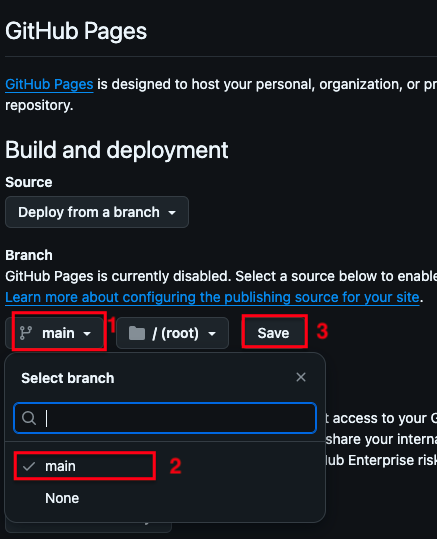 GitHub Pages
GitHub Pages is designed to host your personal, organization, or
repository.
Build and deployment
Source
Deploy from a branch
Branch
GitHub Pages is currently disabled. Select a source below to enable
Learn more about configuring the publishing source for your site.
main 1 / (root) Save 3
Select branch
t access to your G
main 2
share your interna
ub Enterprise risk
None